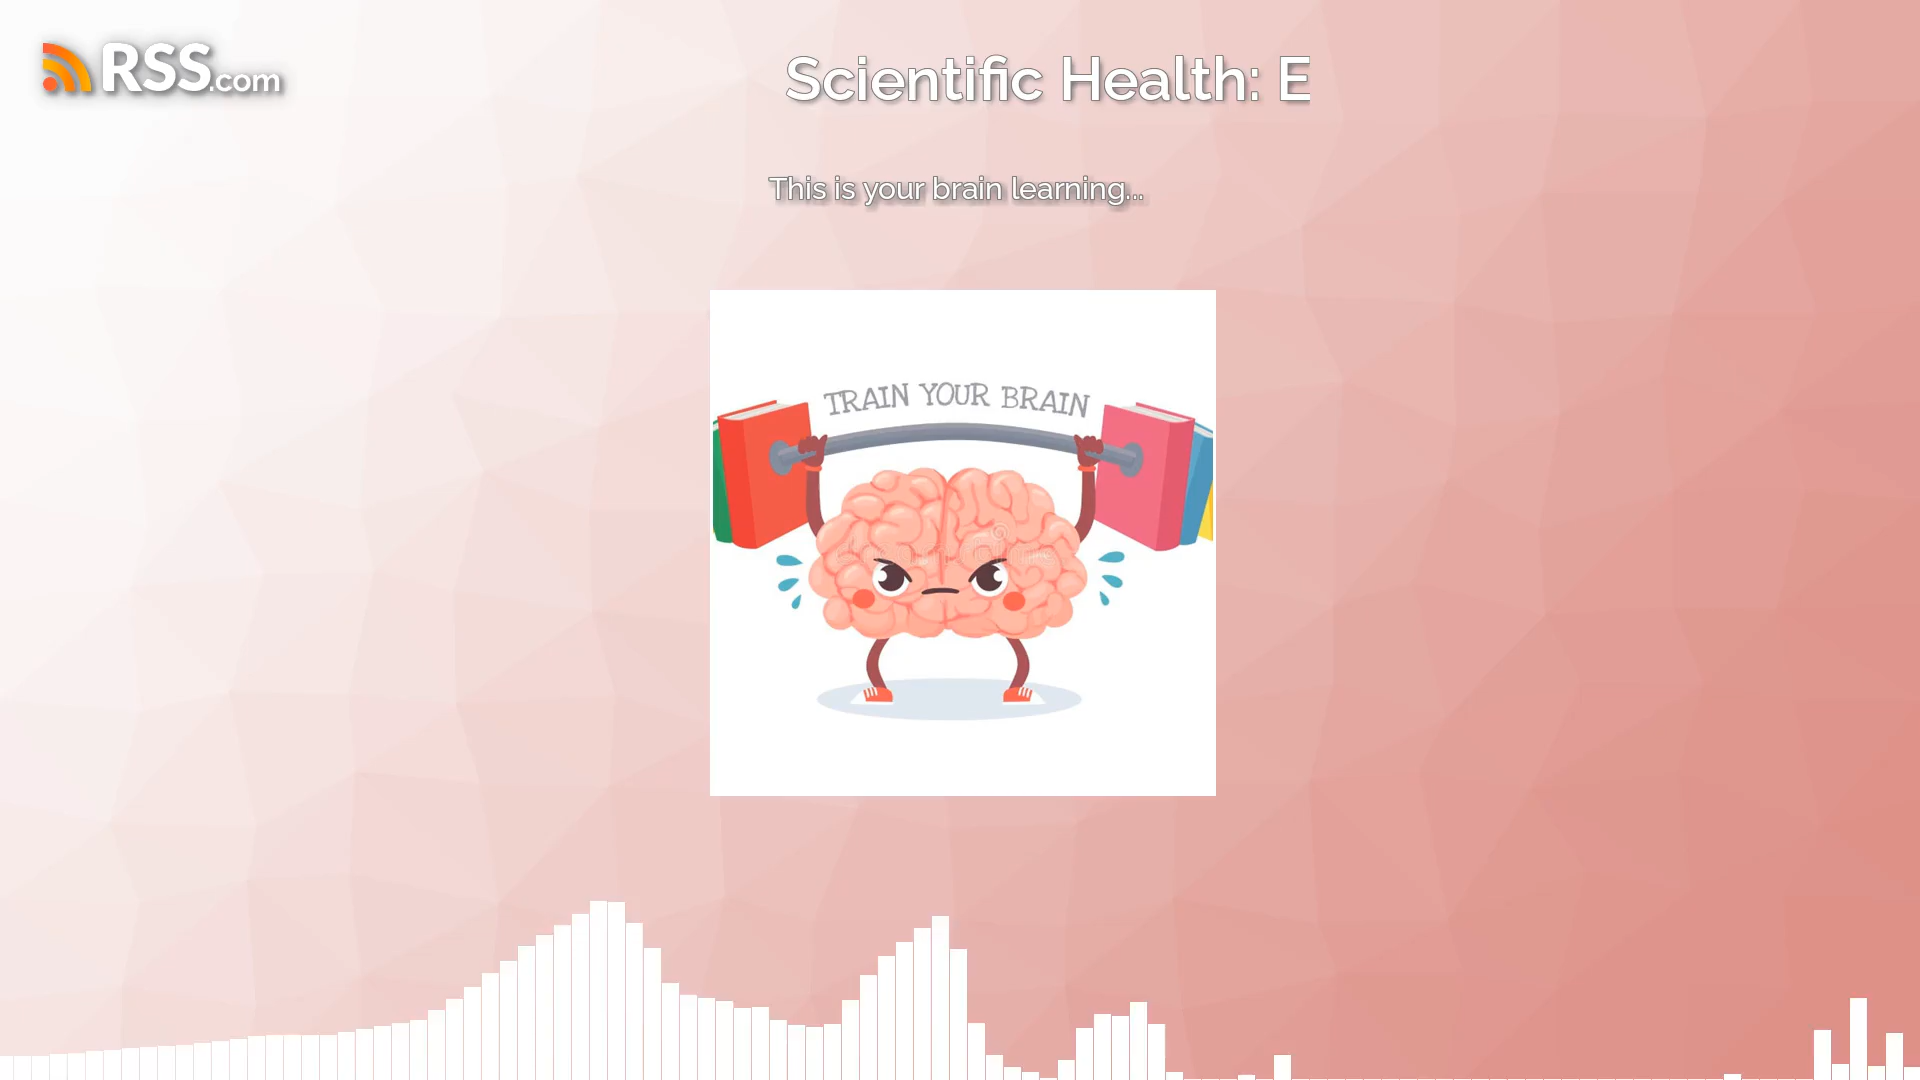 RSS.com
Scientific Health: E
This is your brain learning...
TRAIN YOUR BRAIN